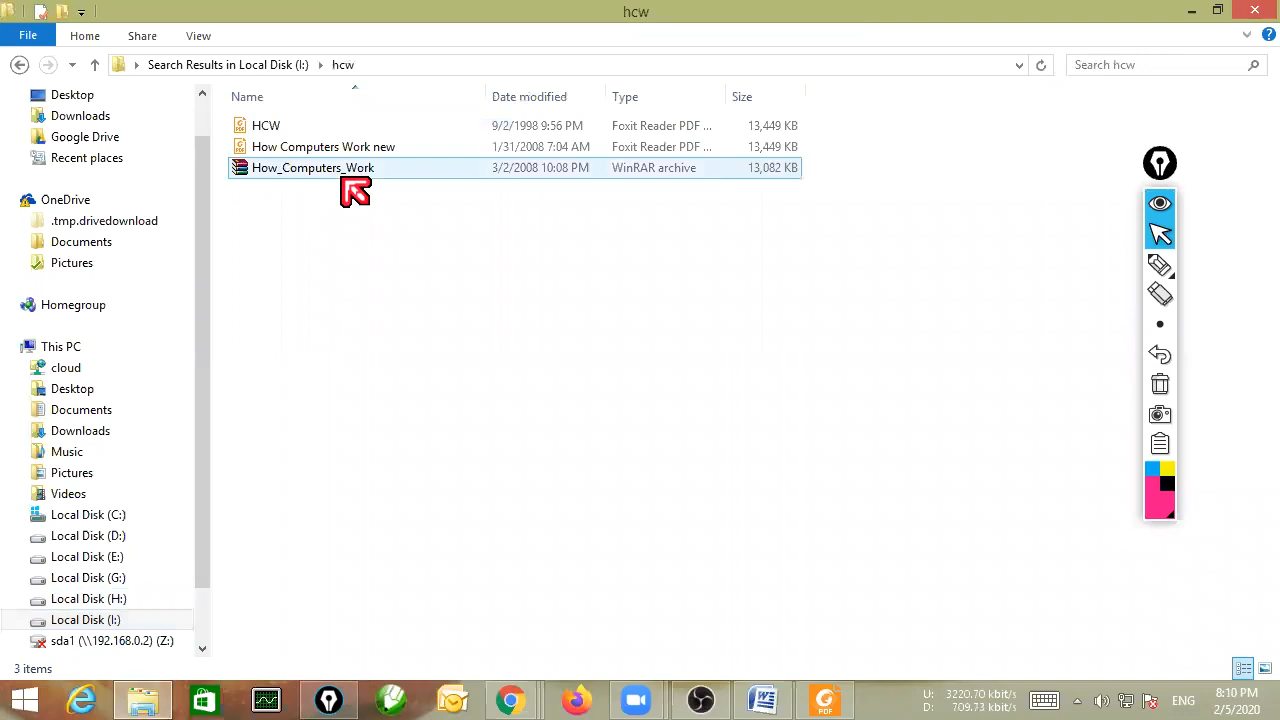 hcw
File Home Share View
Search Results in Local Disk (I:) hcw Search hcw
Name Date modified Type Size
HCW 9/2/1998 9:56 PM Foxit Reader PDF ... 13,449 KB
How Computers Work new 1/31/2008 7:04 AM Foxit Reader PDF ... 13,449 KB
How_Computers_Work 3/2/2008 10:08 PM WinRAR archive 13,082 KB
Desktop
Downloads
Google Drive
Recent places
OneDrive
.tmp.drivedownload
Documents
Pictures
Homegroup
This PC
cloud
Desktop
Documents
Downloads
Music
Pictures
Videos
Local Disk (C:)
Local Disk (D:)
Local Disk (E:)
Local Disk (G:)
Local Disk (H:)
Local Disk (I:)
sda1 (\\192.168.0.2) (Z:)
3 items
PDF
U: 3220.70 kbit/s
D: 709.73 kbit/s
ENG
8:10 PM
2/5/2020